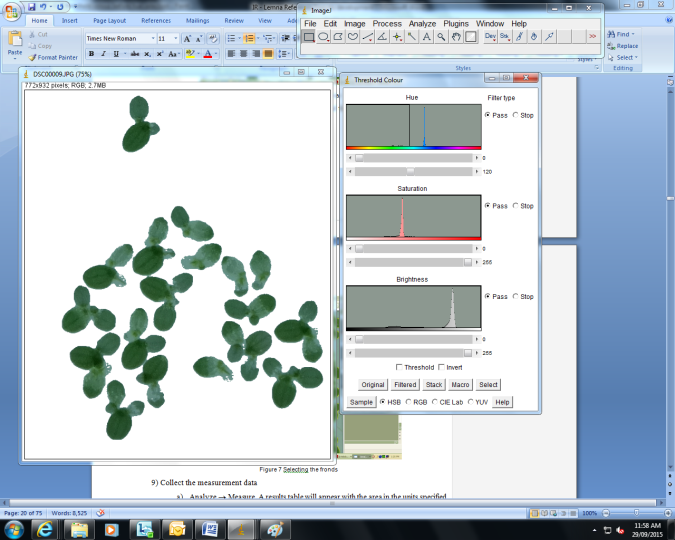 JR - Lemna Refe
ImageJ
Home
Insert
Page Layout
References
Mailings
Review
View
Acrobat
File Edit Image Process Analyze Plugins Window Help
Paste
Cut
Copy
Times New Roman
11
B I U
Dev
Stk
>>
Find
Replace
Select
Editing
Styles
Styles
DSC00009.JPG (75%)
772x932 pixels; RGB; 2.7MB
Threshold Colour
Hue
Filter type
Pass Stop
0
120
Saturation
Pass Stop
0
255
Brightness
Pass Stop
0
255
Threshold Invert
Original Filtered Stack Macro Select
Sample HSB RGB CIE Lab YUV Help
Figure 7 Selecting the fronds
9) Collect the measurement data
a) Analyze → Measure. A results table will appear with the area in the units specified
Page: 20 of 75
Words: 8,525
100%
11:58 AM
29/09/2015